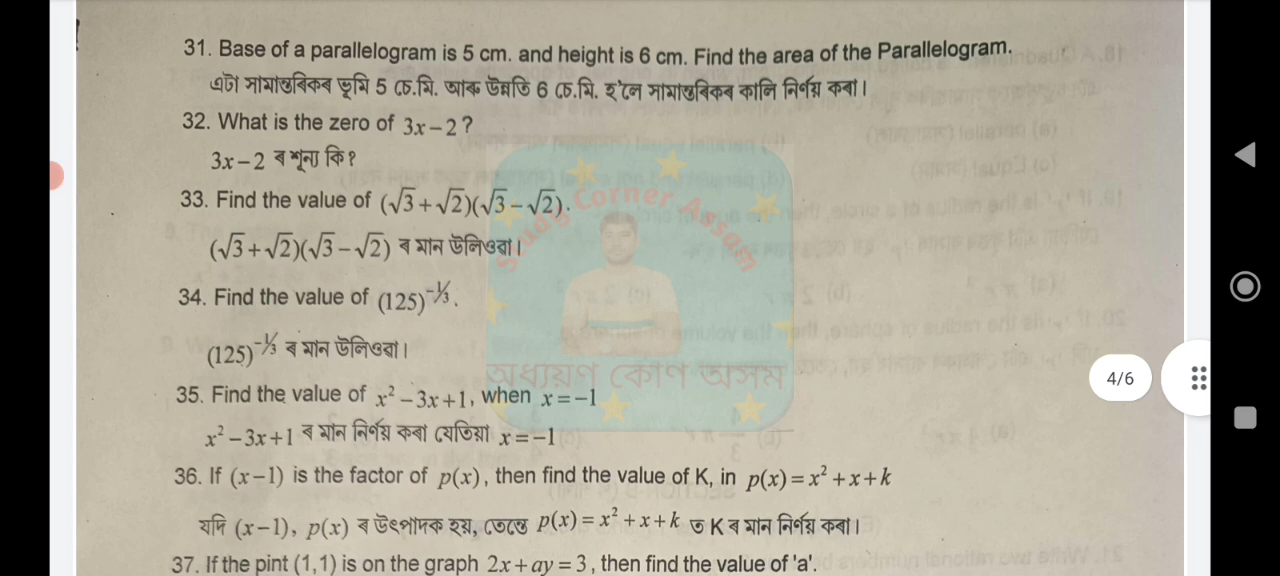 31. Base of a parallelogram is 5 cm. and height is 6 cm. Find the area of the Parallelogram.
এটা সামান্তৰিকৰ ভূমি 5 চে.মি. আৰু উন্নতি 6 চে.মি. হ'লে সামান্তৰিকৰ কালি নিৰ্ণয় কৰা।
32. What is the zero of 3x−2?
3x−2 ৰ শূন্য কি?
33. Find the value of (√3+√2)(√3−√2).
(√3+√2)(√3−√2) ৰ মান উলিওৱা।
34. Find the value of (125)^−1/3.
(125)^−1/3 ৰ মান উলিওৱা।
Study Corner Assam
অধ্যয়ণ কোণ অসম
35. Find the value of x²−3x+1, when x=−1
x²−3x+1 ৰ মান নিৰ্ণয় কৰা যেতিয়া x=−1
4/6
36. If (x−1) is the factor of p(x), then find the value of K, in p(x)=x²+x+k
যদি (x−1), p(x) ৰ উৎপাদক হয়, তেন্তে p(x)=x²+x+k ত K ৰ মান নিৰ্ণয় কৰা।
37. If the pint (1,1) is on the graph 2x+ay=3, then find the value of 'a'.